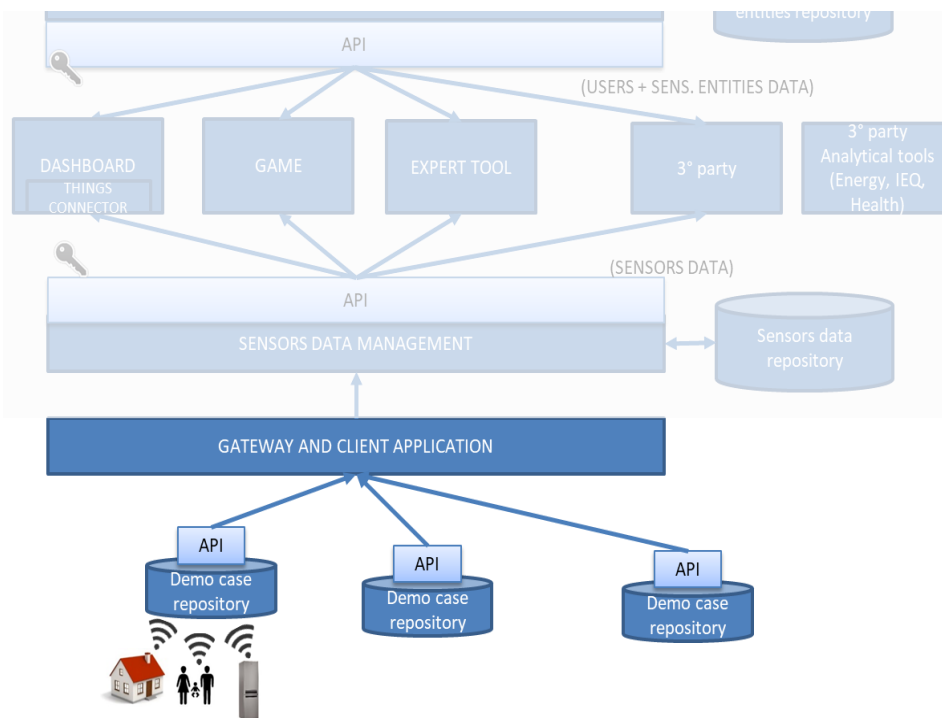 entities repository
API
(USERS + SENS. ENTITIES DATA)
DASHBOARD
THINGS
CONNECTOR
GAME
EXPERT TOOL
3° party
3° party
Analytical tools
(Energy, IEQ,
Health)
(SENSORS DATA)
API
SENSORS DATA MANAGEMENT
Sensors data
repository
GATEWAY AND CLIENT APPLICATION
API
Demo case
repository
API
Demo case
repository
API
Demo case
repository